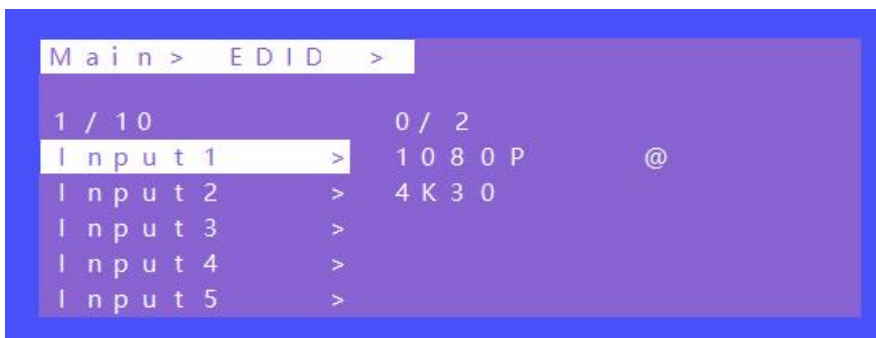 Main> EDID >
1/10 0/ 2
Input1 > 1080P @
Input2 > 4K30
Input3 >
Input4 >
Input5 >